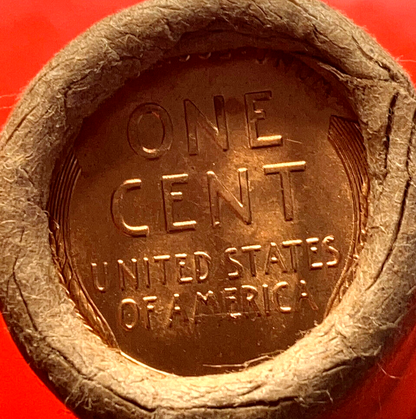 ONE
CENT
UNITED STATES
OF AMERICA